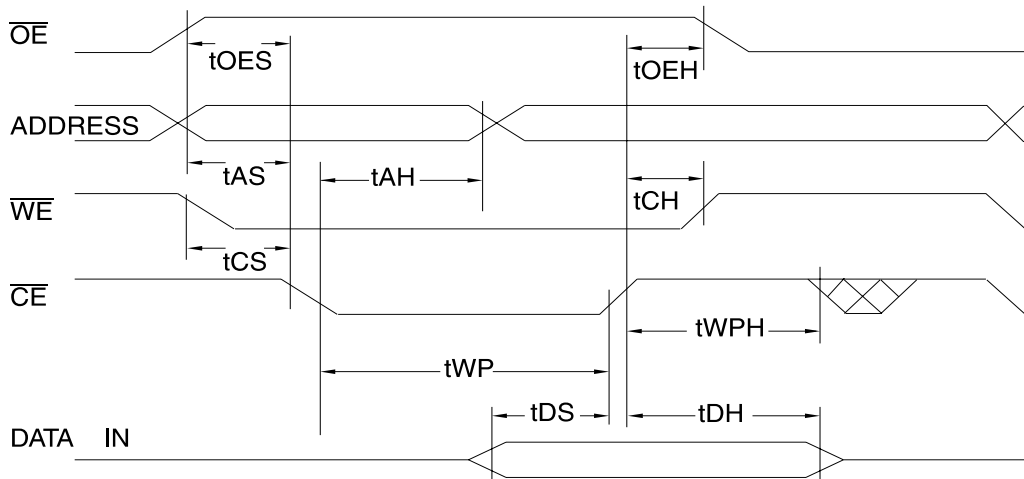 OE
tOES
tOEH
ADDRESS
tAS
tAH
WE
tCH
tCS
CE
tWPH
tWP
tDS
tDH
DATA IN